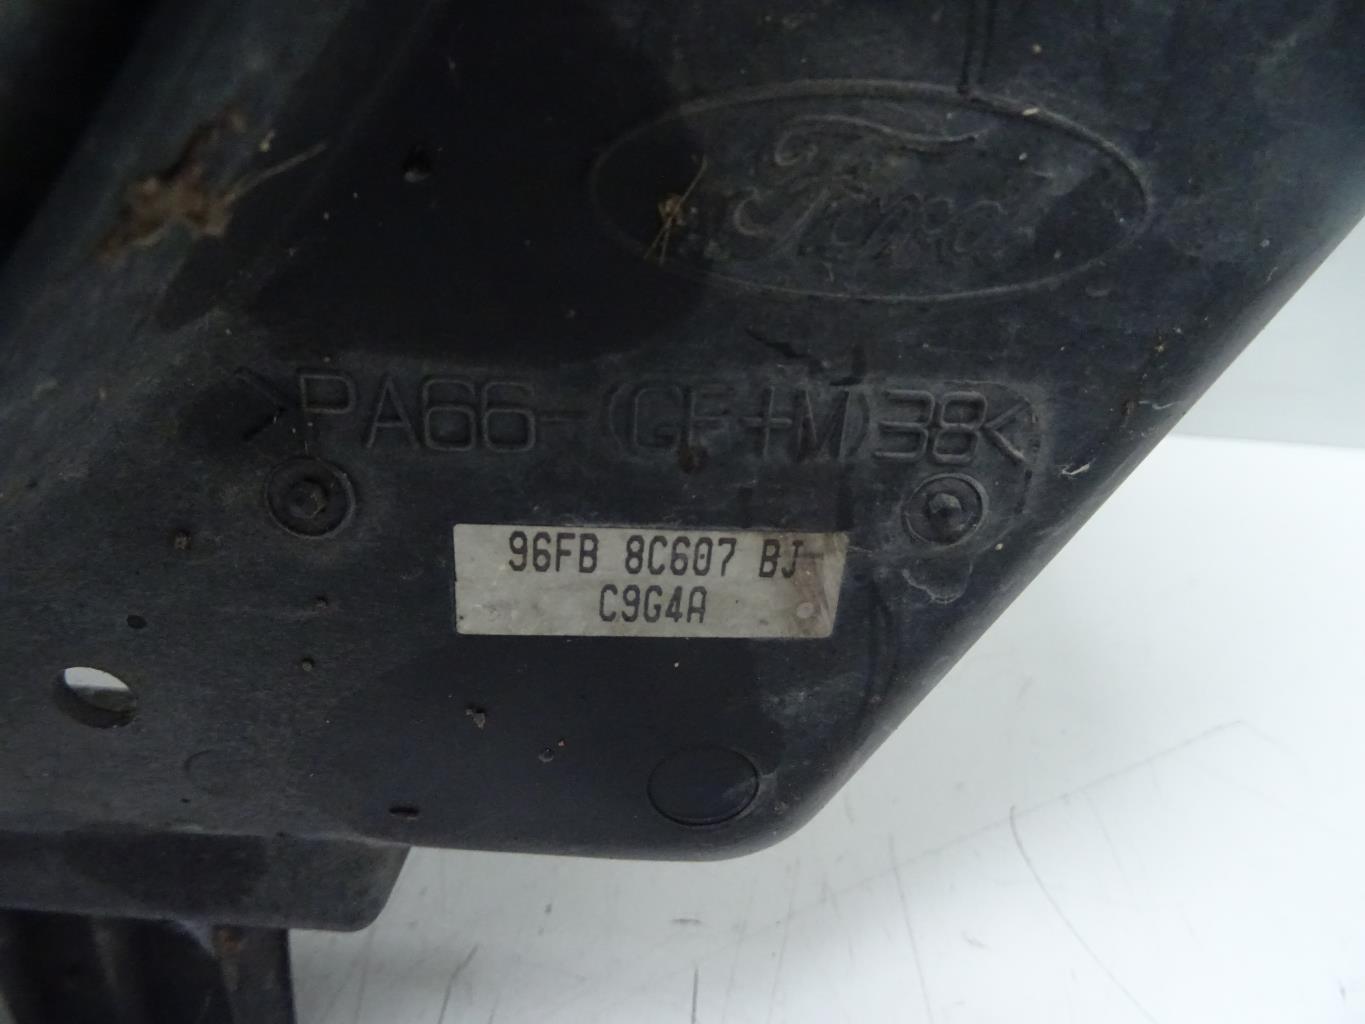 Ford
>PA66-(GF+M)38<
96FB 8C607 BJ
C9G4A